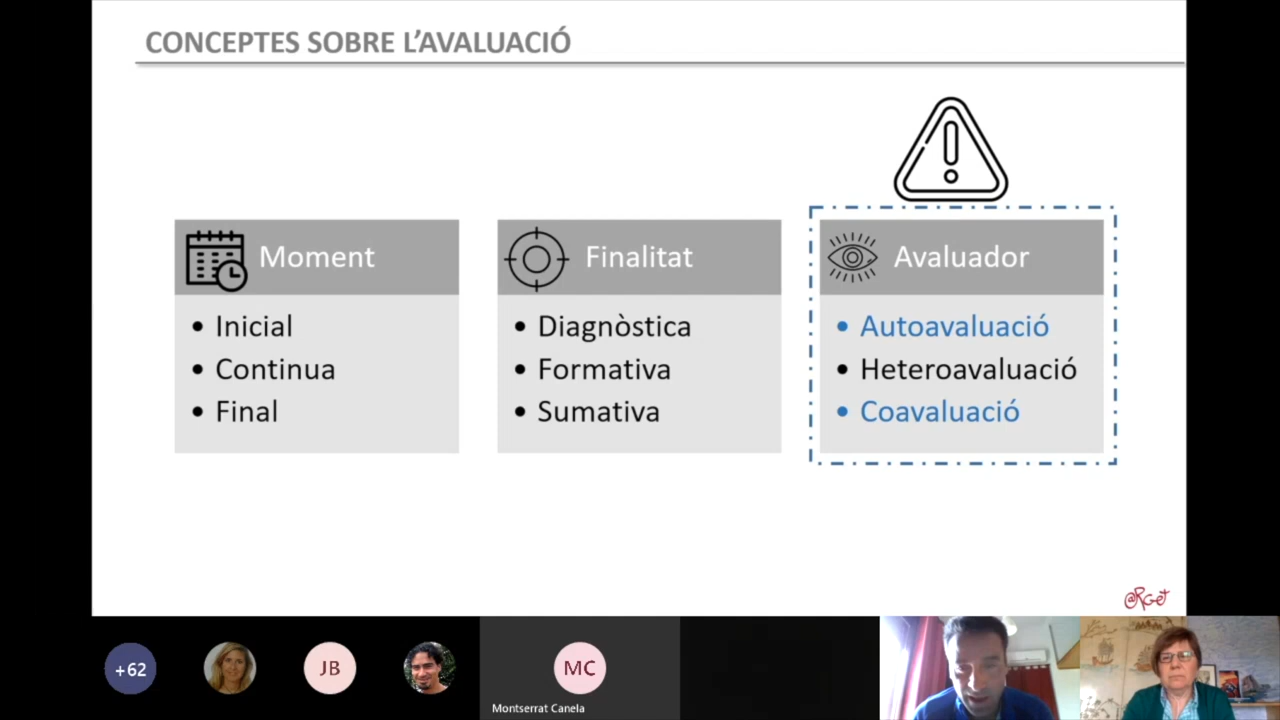 CONCEPTES SOBRE L'AVALUACIÓ
Moment
• Inicial
• Continua
• Final
Finalitat
• Diagnòstica
• Formativa
• Sumativa
Avaluador
• Autoavaluació
• Heteroavaluació
• Coavaluació
@RGet
+62
JB
MC
Montserrat Canela